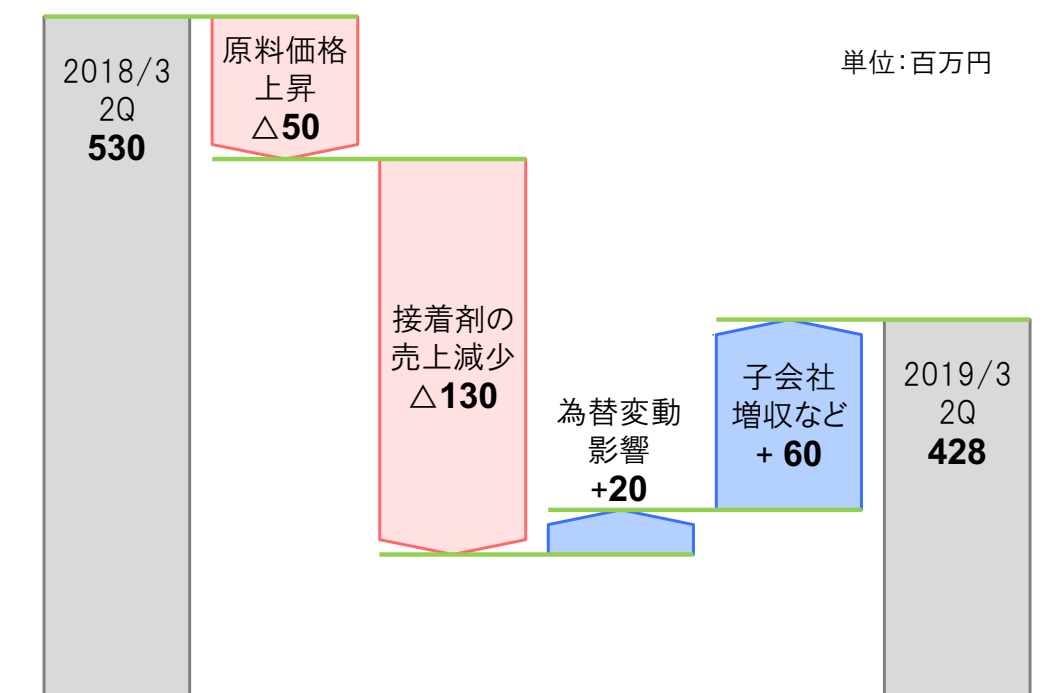 2018/3
2Q
530
原料価格
上昇
△50
単位:百万円
接着剤の
売上減少
△130
為替変動
影響
+20
子会社
増収など
+ 60
2019/3
2Q
428